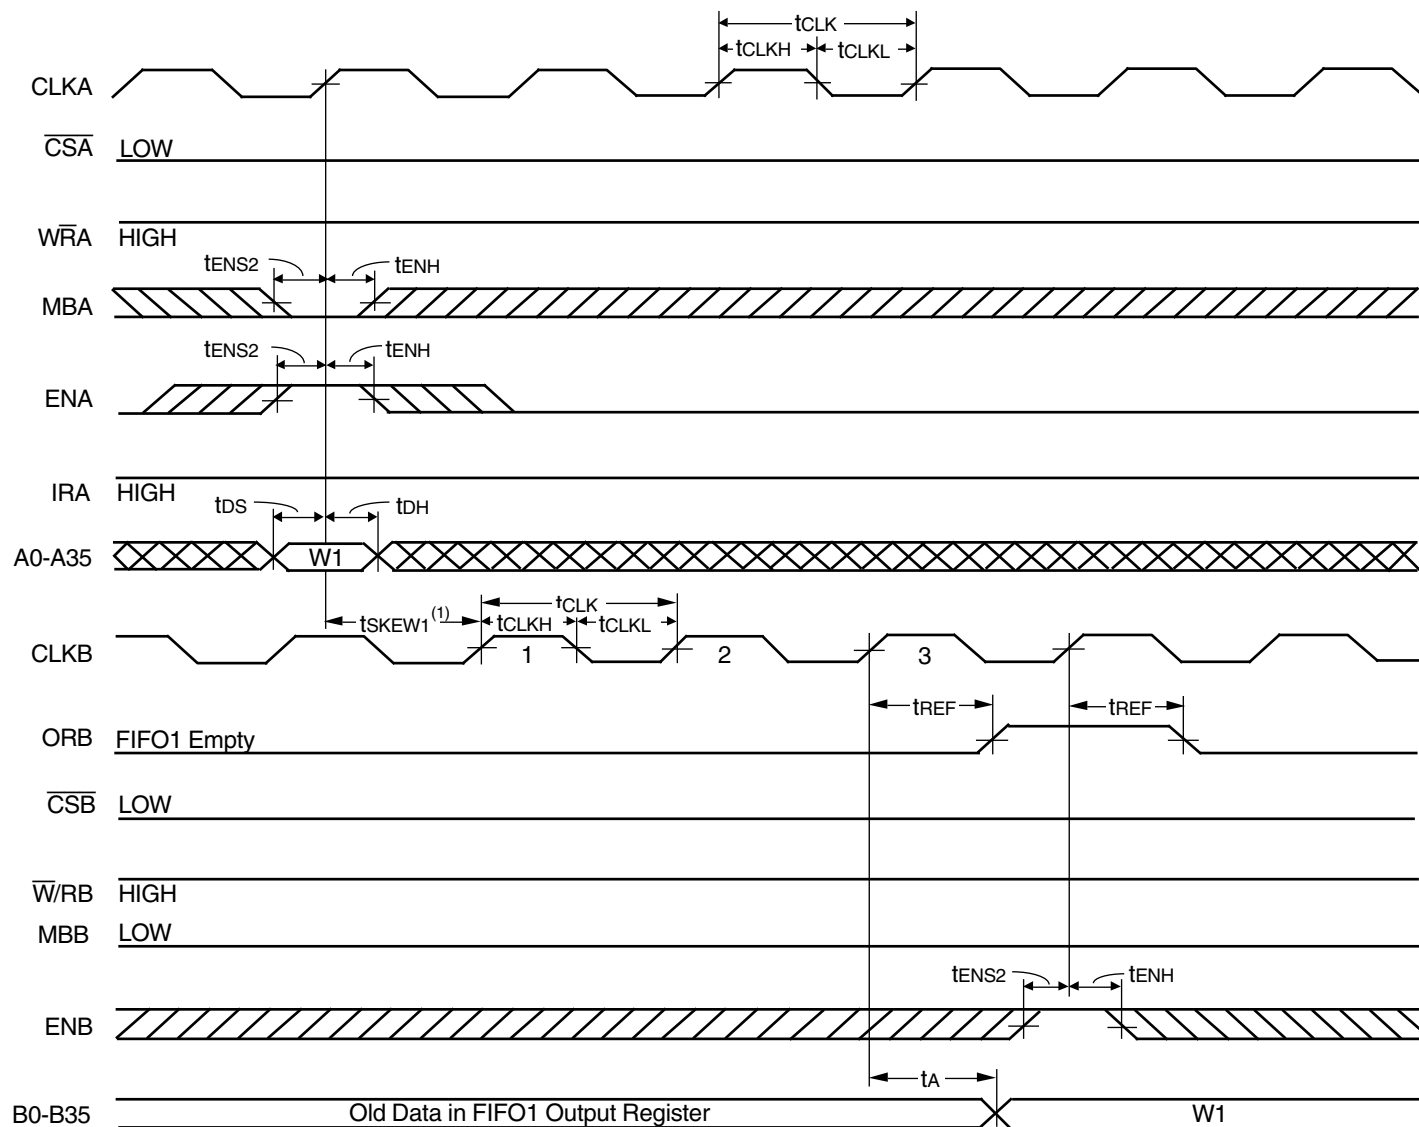 tCLK
tCLKH tCLKL
CLKA
CSA LOW
WRA HIGH
tENS2 tENH
MBA
tENS2 tENH
ENA
IRA HIGH
tDS tDH
A0-A35 W1
tSKEW1(1) tCLK
tCLKH tCLKL
CLKB 1 2 3
tREF tREF
ORB FIFO1 Empty
CSB LOW
W/RB HIGH
MBB LOW
tENS2 tENH
ENB
tA
B0-B35 Old Data in FIFO1 Output Register W1